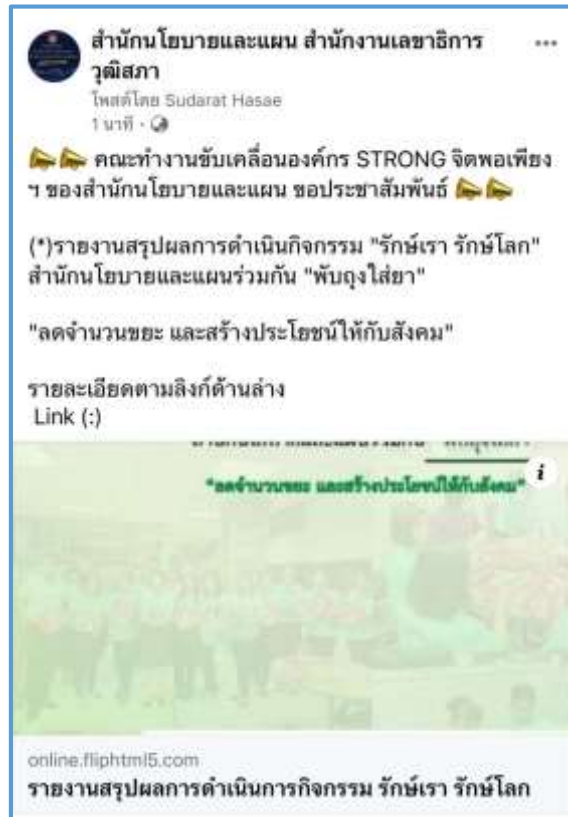 สำนักนโยบายและแผน สำนักงานเลขาธิการ
วุฒิสภา
โพสต์โดย Sudarat Hasae
1 นาที ·
คณะทำงานขับเคลื่อนองค์กร STRONG จิตพอเพียง
ฯ ของสำนักนโยบายและแผน ขอประชาสัมพันธ์
(*)รายงานสรุปผลการดำเนินกิจกรรม "รักษ์เรา รักษ์โลก"
สำนักนโยบายและแผนร่วมกัน "พับถุงใส่ยา"
"ลดจำนวนขยะ และสร้างประโยชน์ให้กับสังคม"
รายละเอียดตามลิงก์ด้านล่าง
Link (:)
"ลดจำนวนขยะ และสร้างประโยชน์ให้กับสังคม"
online.fliphtml5.com
รายงานสรุปผลการดำเนินการกิจกรรม รักษ์เรา รักษ์โลก